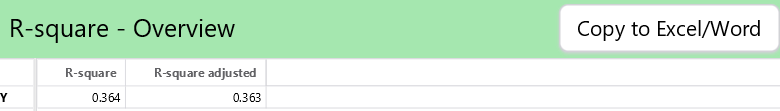 R-square - Overview
Copy to Excel/Word
R-square R-square adjusted
Y 0.364 0.363